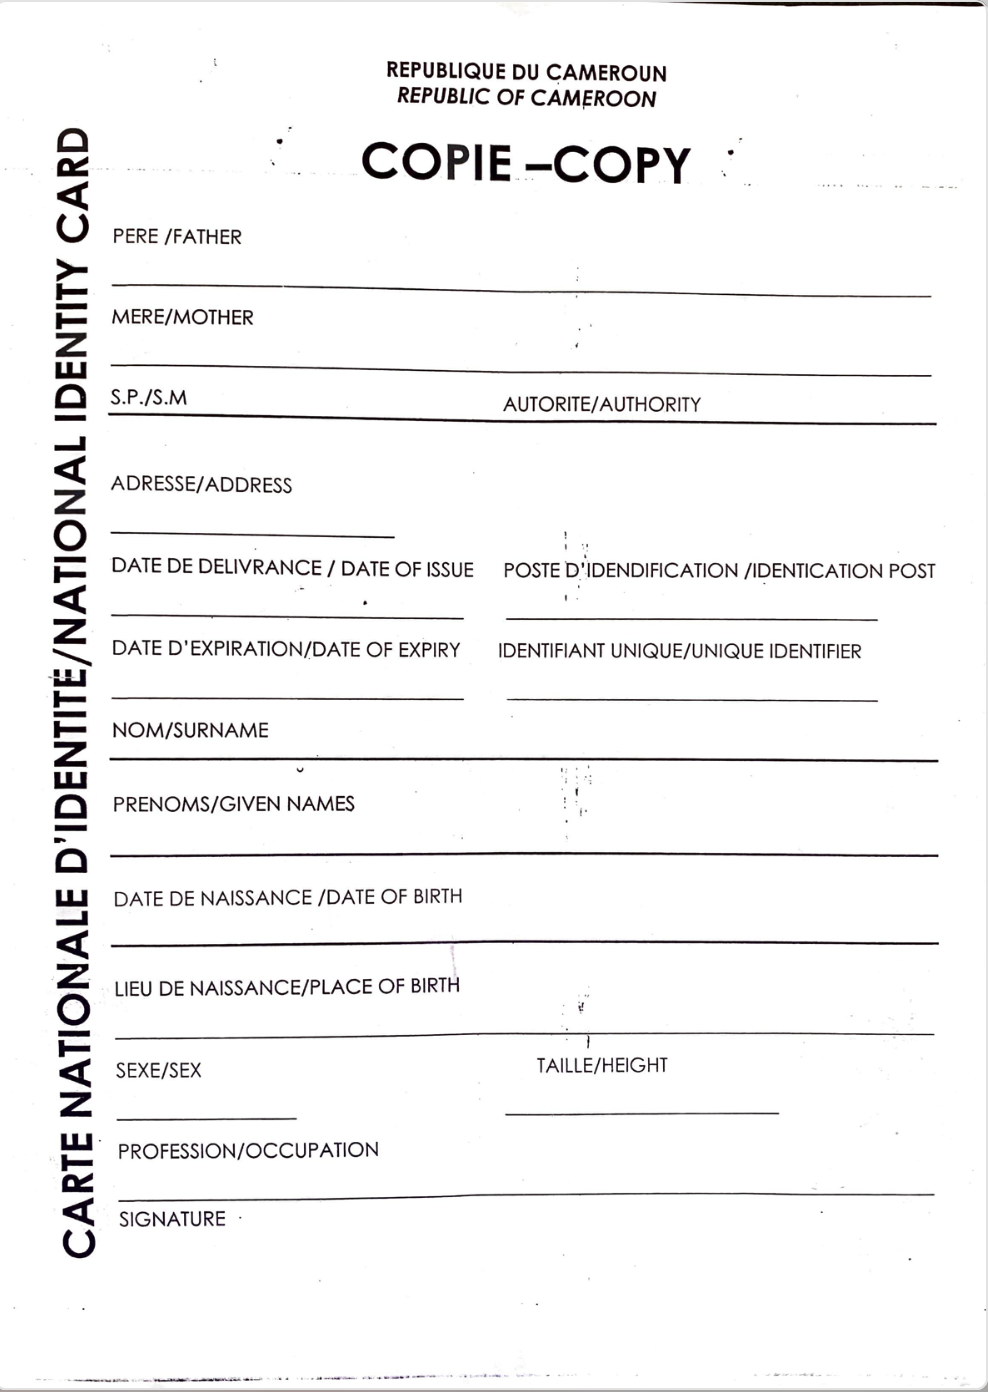 REPUBLIQUE DU CAMEROUN
REPUBLIC OF CAMEROON
COPIE –COPY
CARTE NATIONALE D'IDENTITÉ/NATIONAL IDENTITY CARD
PERE /FATHER
MERE/MOTHER
S.P./S.M AUTORITE/AUTHORITY
ADRESSE/ADDRESS
DATE DE DELIVRANCE / DATE OF ISSUE POSTE D'IDENDIFICATION /IDENTICATION POST
DATE D'EXPIRATION/DATE OF EXPIRY IDENTIFIANT UNIQUE/UNIQUE IDENTIFIER
NOM/SURNAME
PRENOMS/GIVEN NAMES
DATE DE NAISSANCE /DATE OF BIRTH
LIEU DE NAISSANCE/PLACE OF BIRTH
SEXE/SEX TAILLE/HEIGHT
PROFESSION/OCCUPATION
SIGNATURE